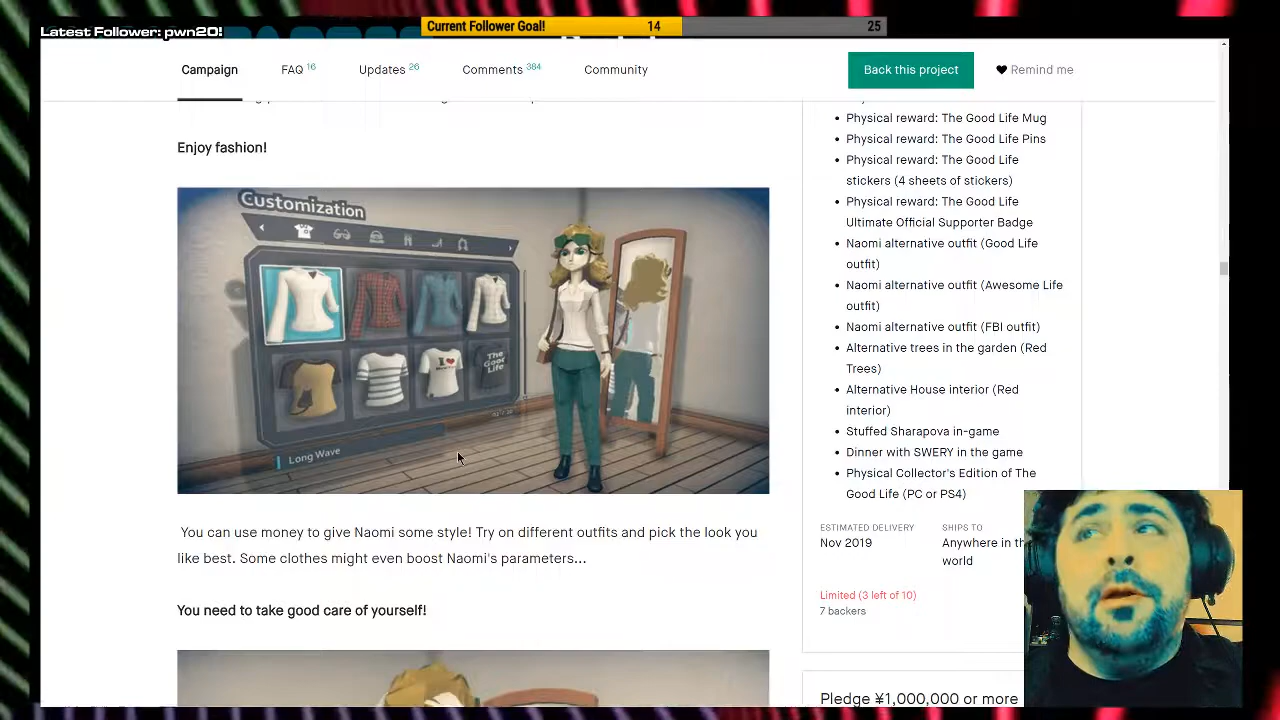 Latest Follower: pwn20!
Current Follower Goal! 14 25
Campaign FAQ 16 Updates 26 Comments 384 Community
Back this project Remind me
Enjoy fashion!
Customization
I
The Good Life
Long Wave
You can use money to give Naomi some style! Try on different outfits and pick the look you
like best. Some clothes might even boost Naomi's parameters...
You need to take good care of yourself!
Physical reward: The Good Life Mug
Physical reward: The Good Life Pins
Physical reward: The Good Life
stickers (4 sheets of stickers)
Physical reward: The Good Life
Ultimate Official Supporter Badge
Naomi alternative outfit (Good Life
outfit)
Naomi alternative outfit (Awesome Life
outfit)
Naomi alternative outfit (FBI outfit)
Alternative trees in the garden (Red
Trees)
Alternative House interior (Red
interior)
Stuffed Sharapova in-game
Dinner with SWERY in the game
Physical Collector's Edition of The
Good Life (PC or PS4)
ESTIMATED DELIVERY SHIPS TO
Nov 2019 Anywhere in th
world
Limited (3 left of 10)
7 backers
Pledge ¥1,000,000 or more